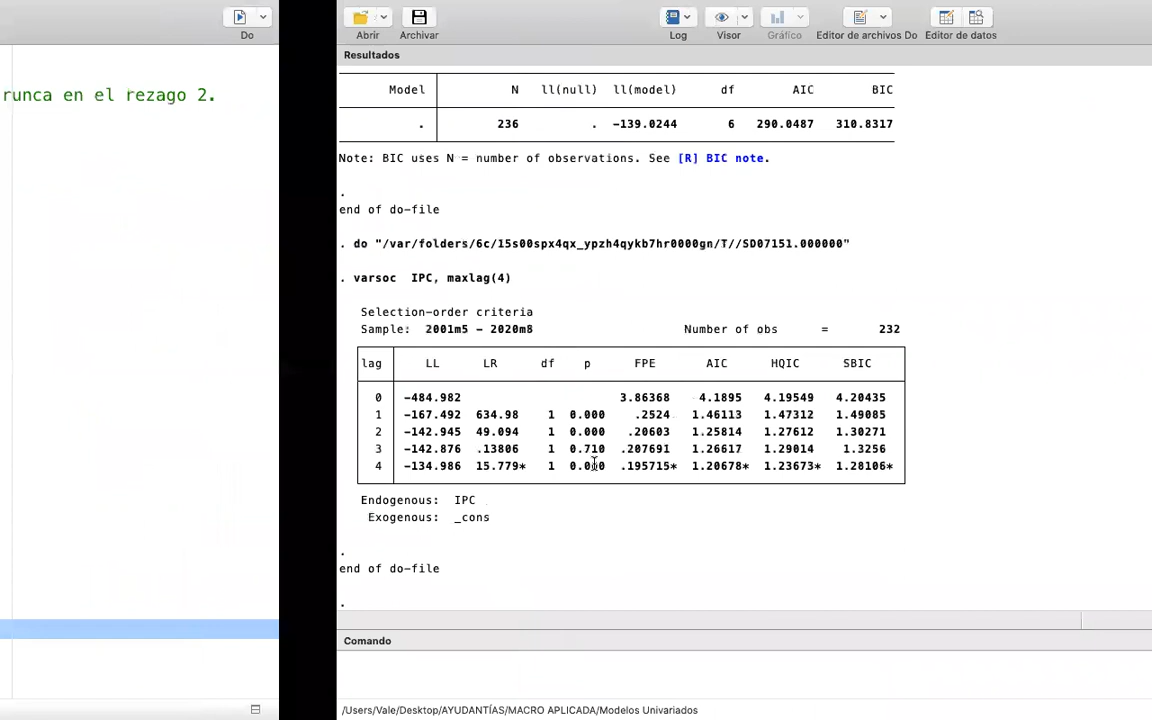 Do
runca en el rezago 2.
Abrir Archivar Log Visor Gráfico Editor de archivos Do Editor de datos
Resultados
Model N ll(null) ll(model) df AIC BIC
. 236 . -139.0244 6 290.0487 310.8317
Note: BIC uses N = number of observations. See [R] BIC note.
.
end of do-file
. do "/var/folders/6c/15s00spx4qx_ypzh4qykb7hr0000gn/T//SD07151.000000"
. varsoc IPC, maxlag(4)
Selection-order criteria
Sample: 2001m5 - 2020m8 Number of obs = 232
lag LL LR df p FPE AIC HQIC SBIC
0 -484.982 3.86368 4.1895 4.19549 4.20435
1 -167.492 634.98 1 0.000 .2524 1.46113 1.47312 1.49085
2 -142.945 49.094 1 0.000 .20603 1.25814 1.27612 1.30271
3 -142.876 .13806 1 0.710 .207691 1.26617 1.29014 1.3256
4 -134.986 15.779* 1 0.000 .195715* 1.20678* 1.23673* 1.28106*
Endogenous: IPC
Exogenous: _cons
.
end of do-file
.
Comando
/Users/Vale/Desktop/AYUDANTÍAS/MACRO APLICADA/Modelos Univariados